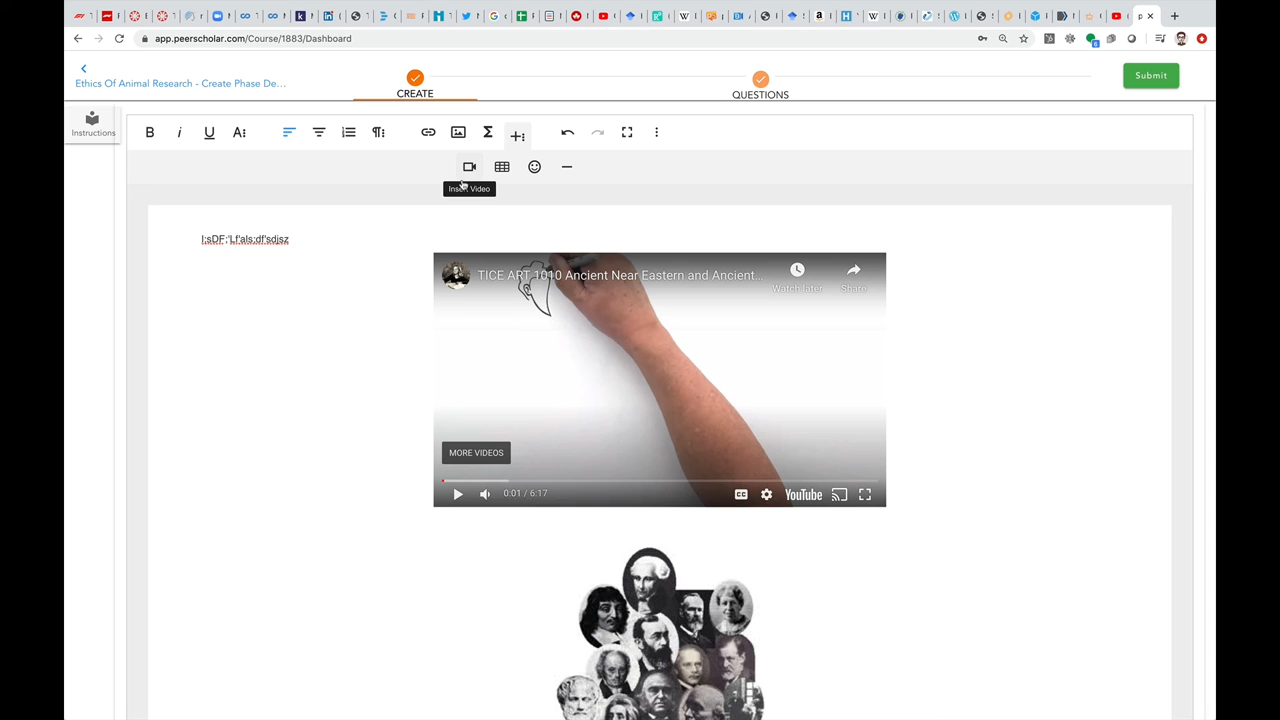 app.peerscholar.com/Course/1883/Dashboard
Ethics Of Animal Research - Create Phase De...
CREATE
QUESTIONS
Submit
Instructions
Insert Video
l;sDF;'Lf'als;df'sdjsz
TICE ART 1010 Ancient Near Eastern and Ancient...
Watch later
Share
MORE VIDEOS
0:01 / 6:17
CC
YouTube